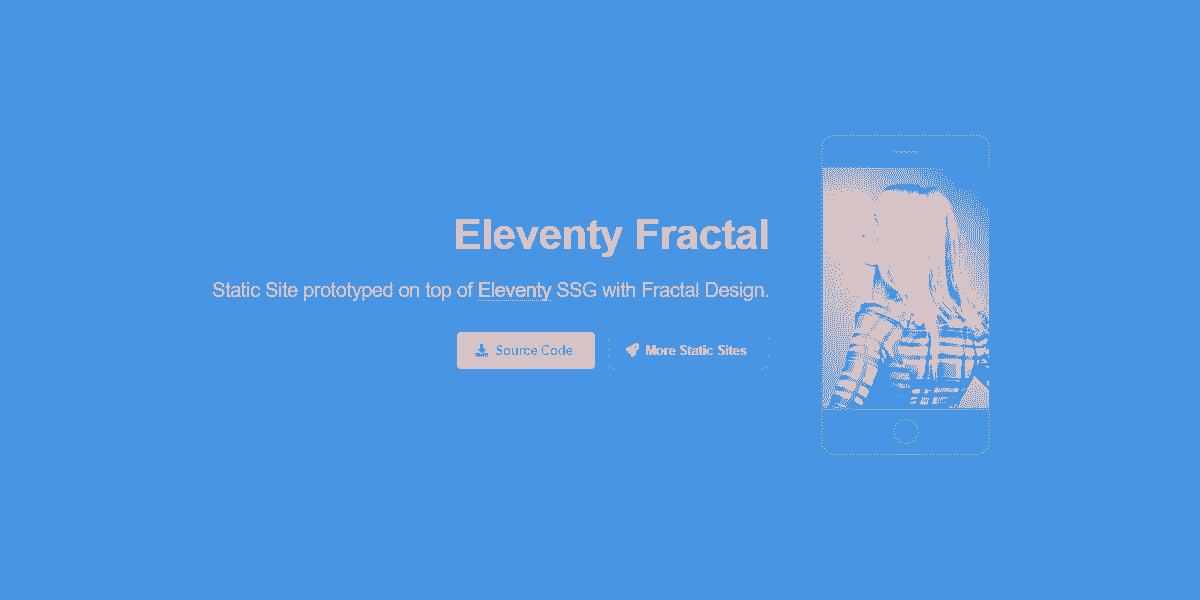 Eleventy Fractal
Static Site prototyped on top of Eleventy SSG with Fractal Design.
Source Code
More Static Sites